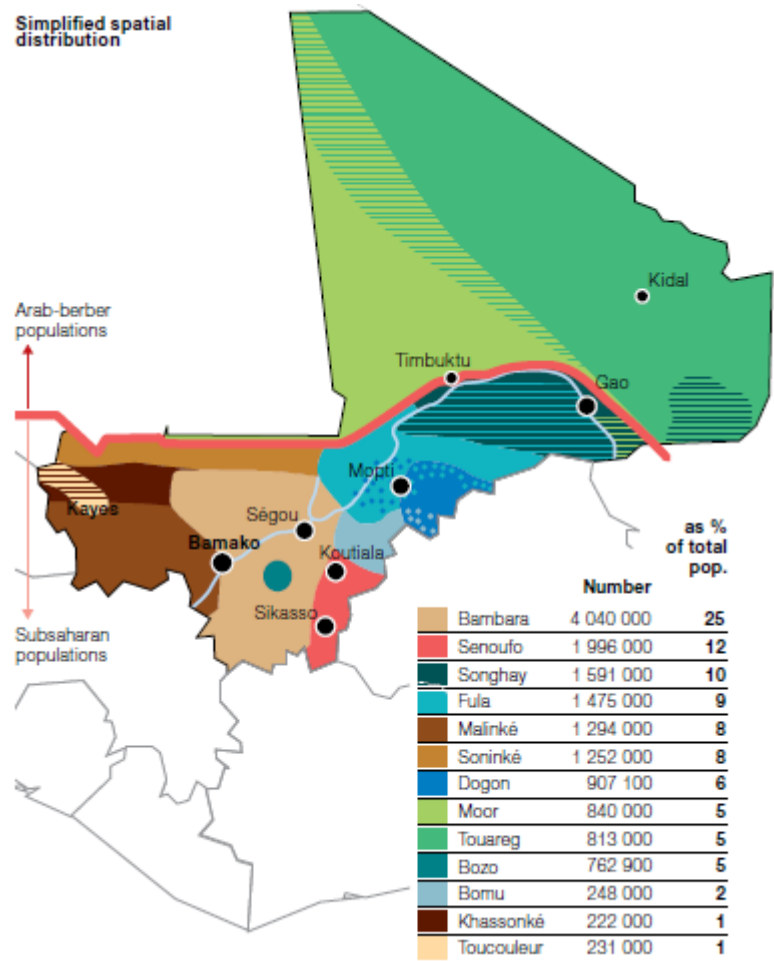 Simplified spatial
distribution
Kidal
Arab-berber
populations
Timbuktu
Gao
Mopti
Kayes
Ségou
Bamako
Koutiala
Sikasso
Subsaharan
populations
as %
of total
pop.
Number
Bambara 4 040 000 25
Senoufo 1 996 000 12
Songhay 1 591 000 10
Fula 1 475 000 9
Malinké 1 294 000 8
Soninké 1 252 000 8
Dogon 907 100 6
Moor 840 000 5
Touareg 813 000 5
Bozo 762 900 5
Bomu 248 000 2
Khassonké 222 000 1
Toucouleur 231 000 1